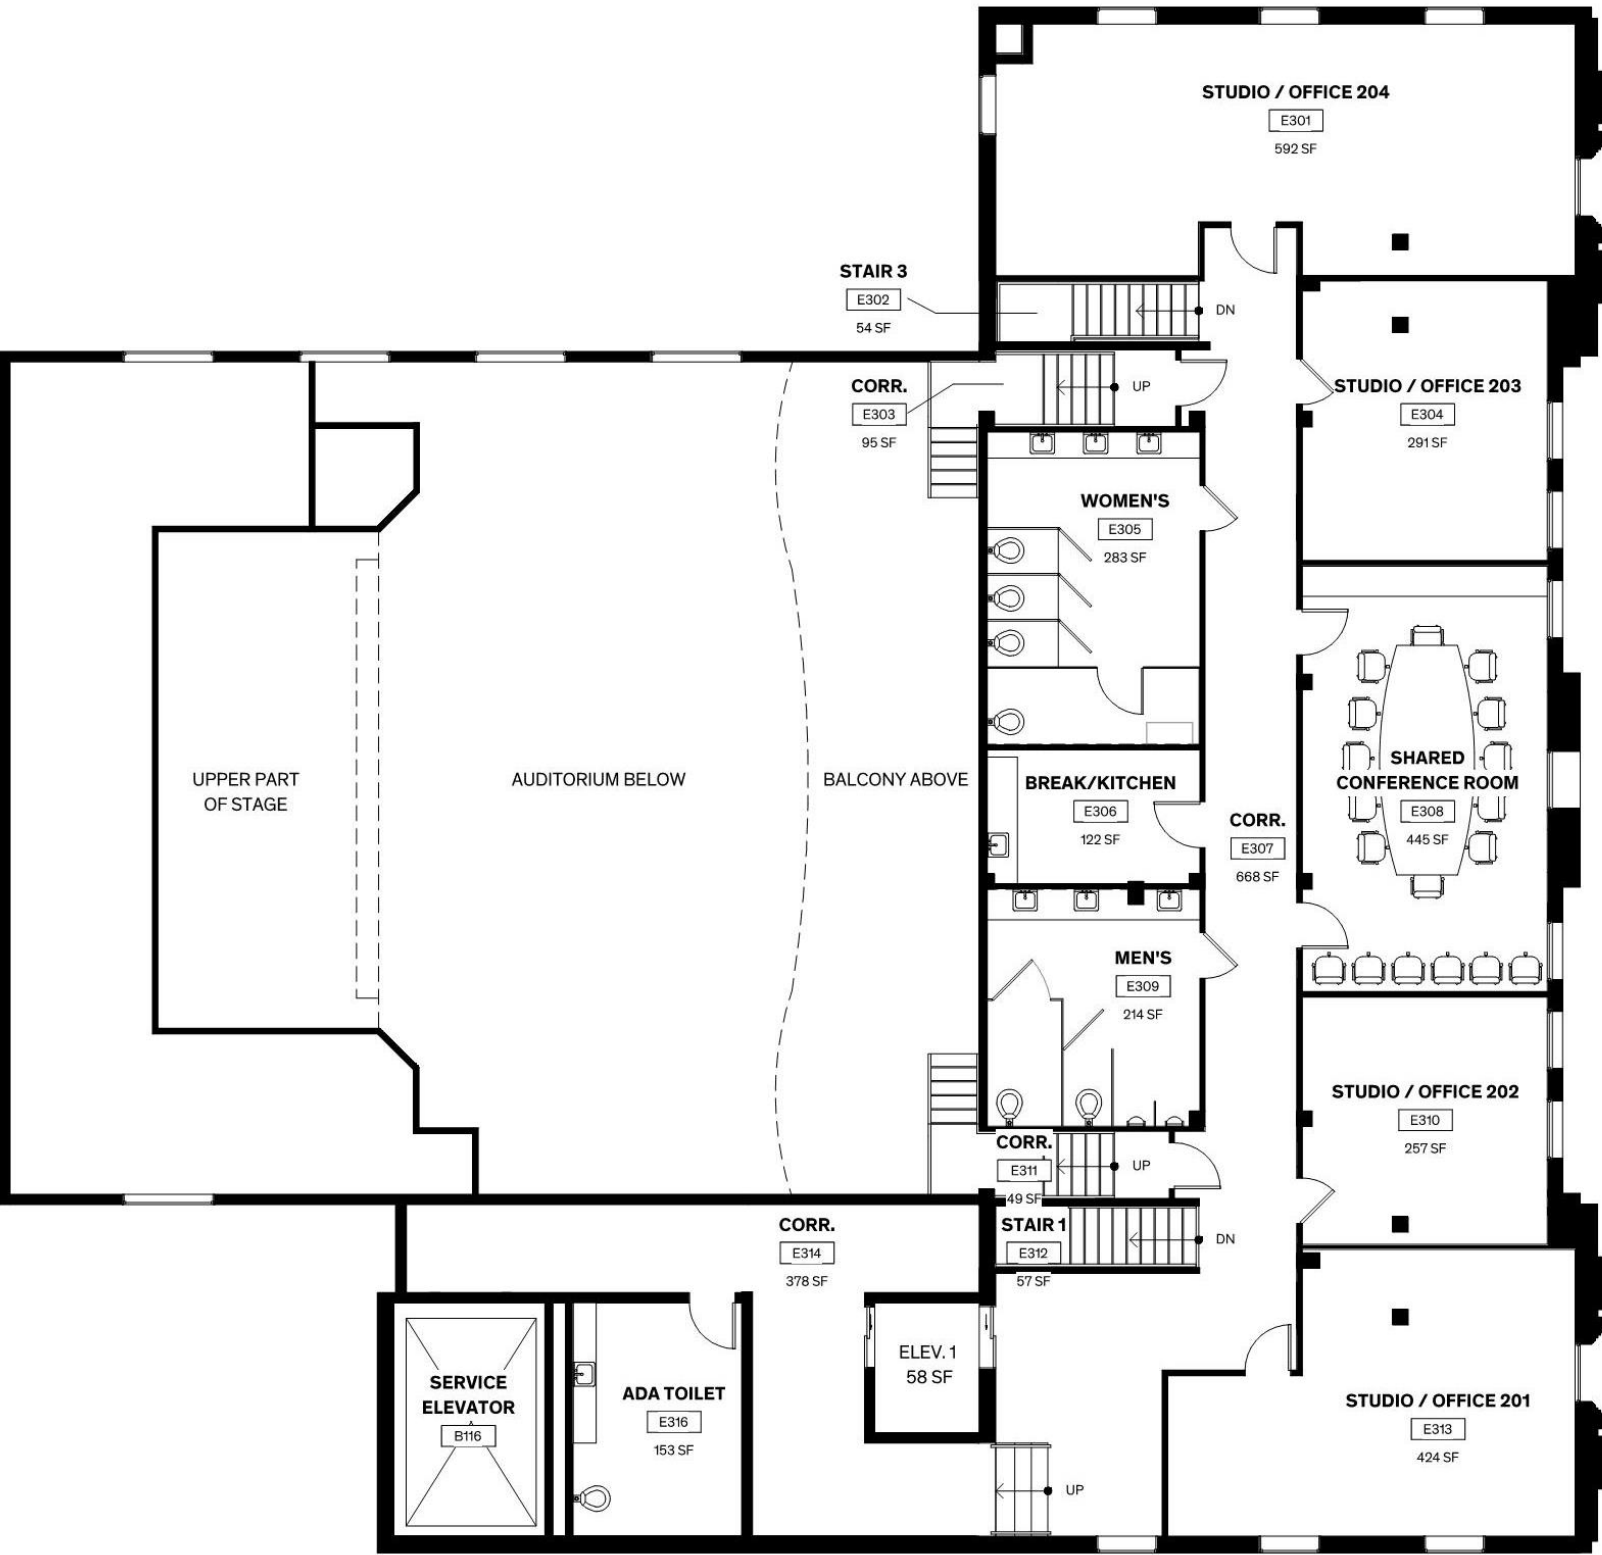 STUDIO / OFFICE 204
E301
592 SF
STAIR 3
E302
54 SF
DN
CORR.
E303
95 SF
UP
STUDIO / OFFICE 203
E304
291 SF
WOMEN'S
E305
283 SF
UPPER PART
OF STAGE
AUDITORIUM BELOW
BALCONY ABOVE
BREAK/KITCHEN
E306
122 SF
CORR.
E307
668 SF
SHARED
CONFERENCE ROOM
E308
445 SF
MEN'S
E309
214 SF
STUDIO / OFFICE 202
E310
257 SF
CORR.
E311
49 SF
UP
STAIR 1
E312
57 SF
DN
CORR.
E314
378 SF
ELEV. 1
58 SF
SERVICE
ELEVATOR
B116
ADA TOILET
E316
153 SF
STUDIO / OFFICE 201
E313
424 SF
UP